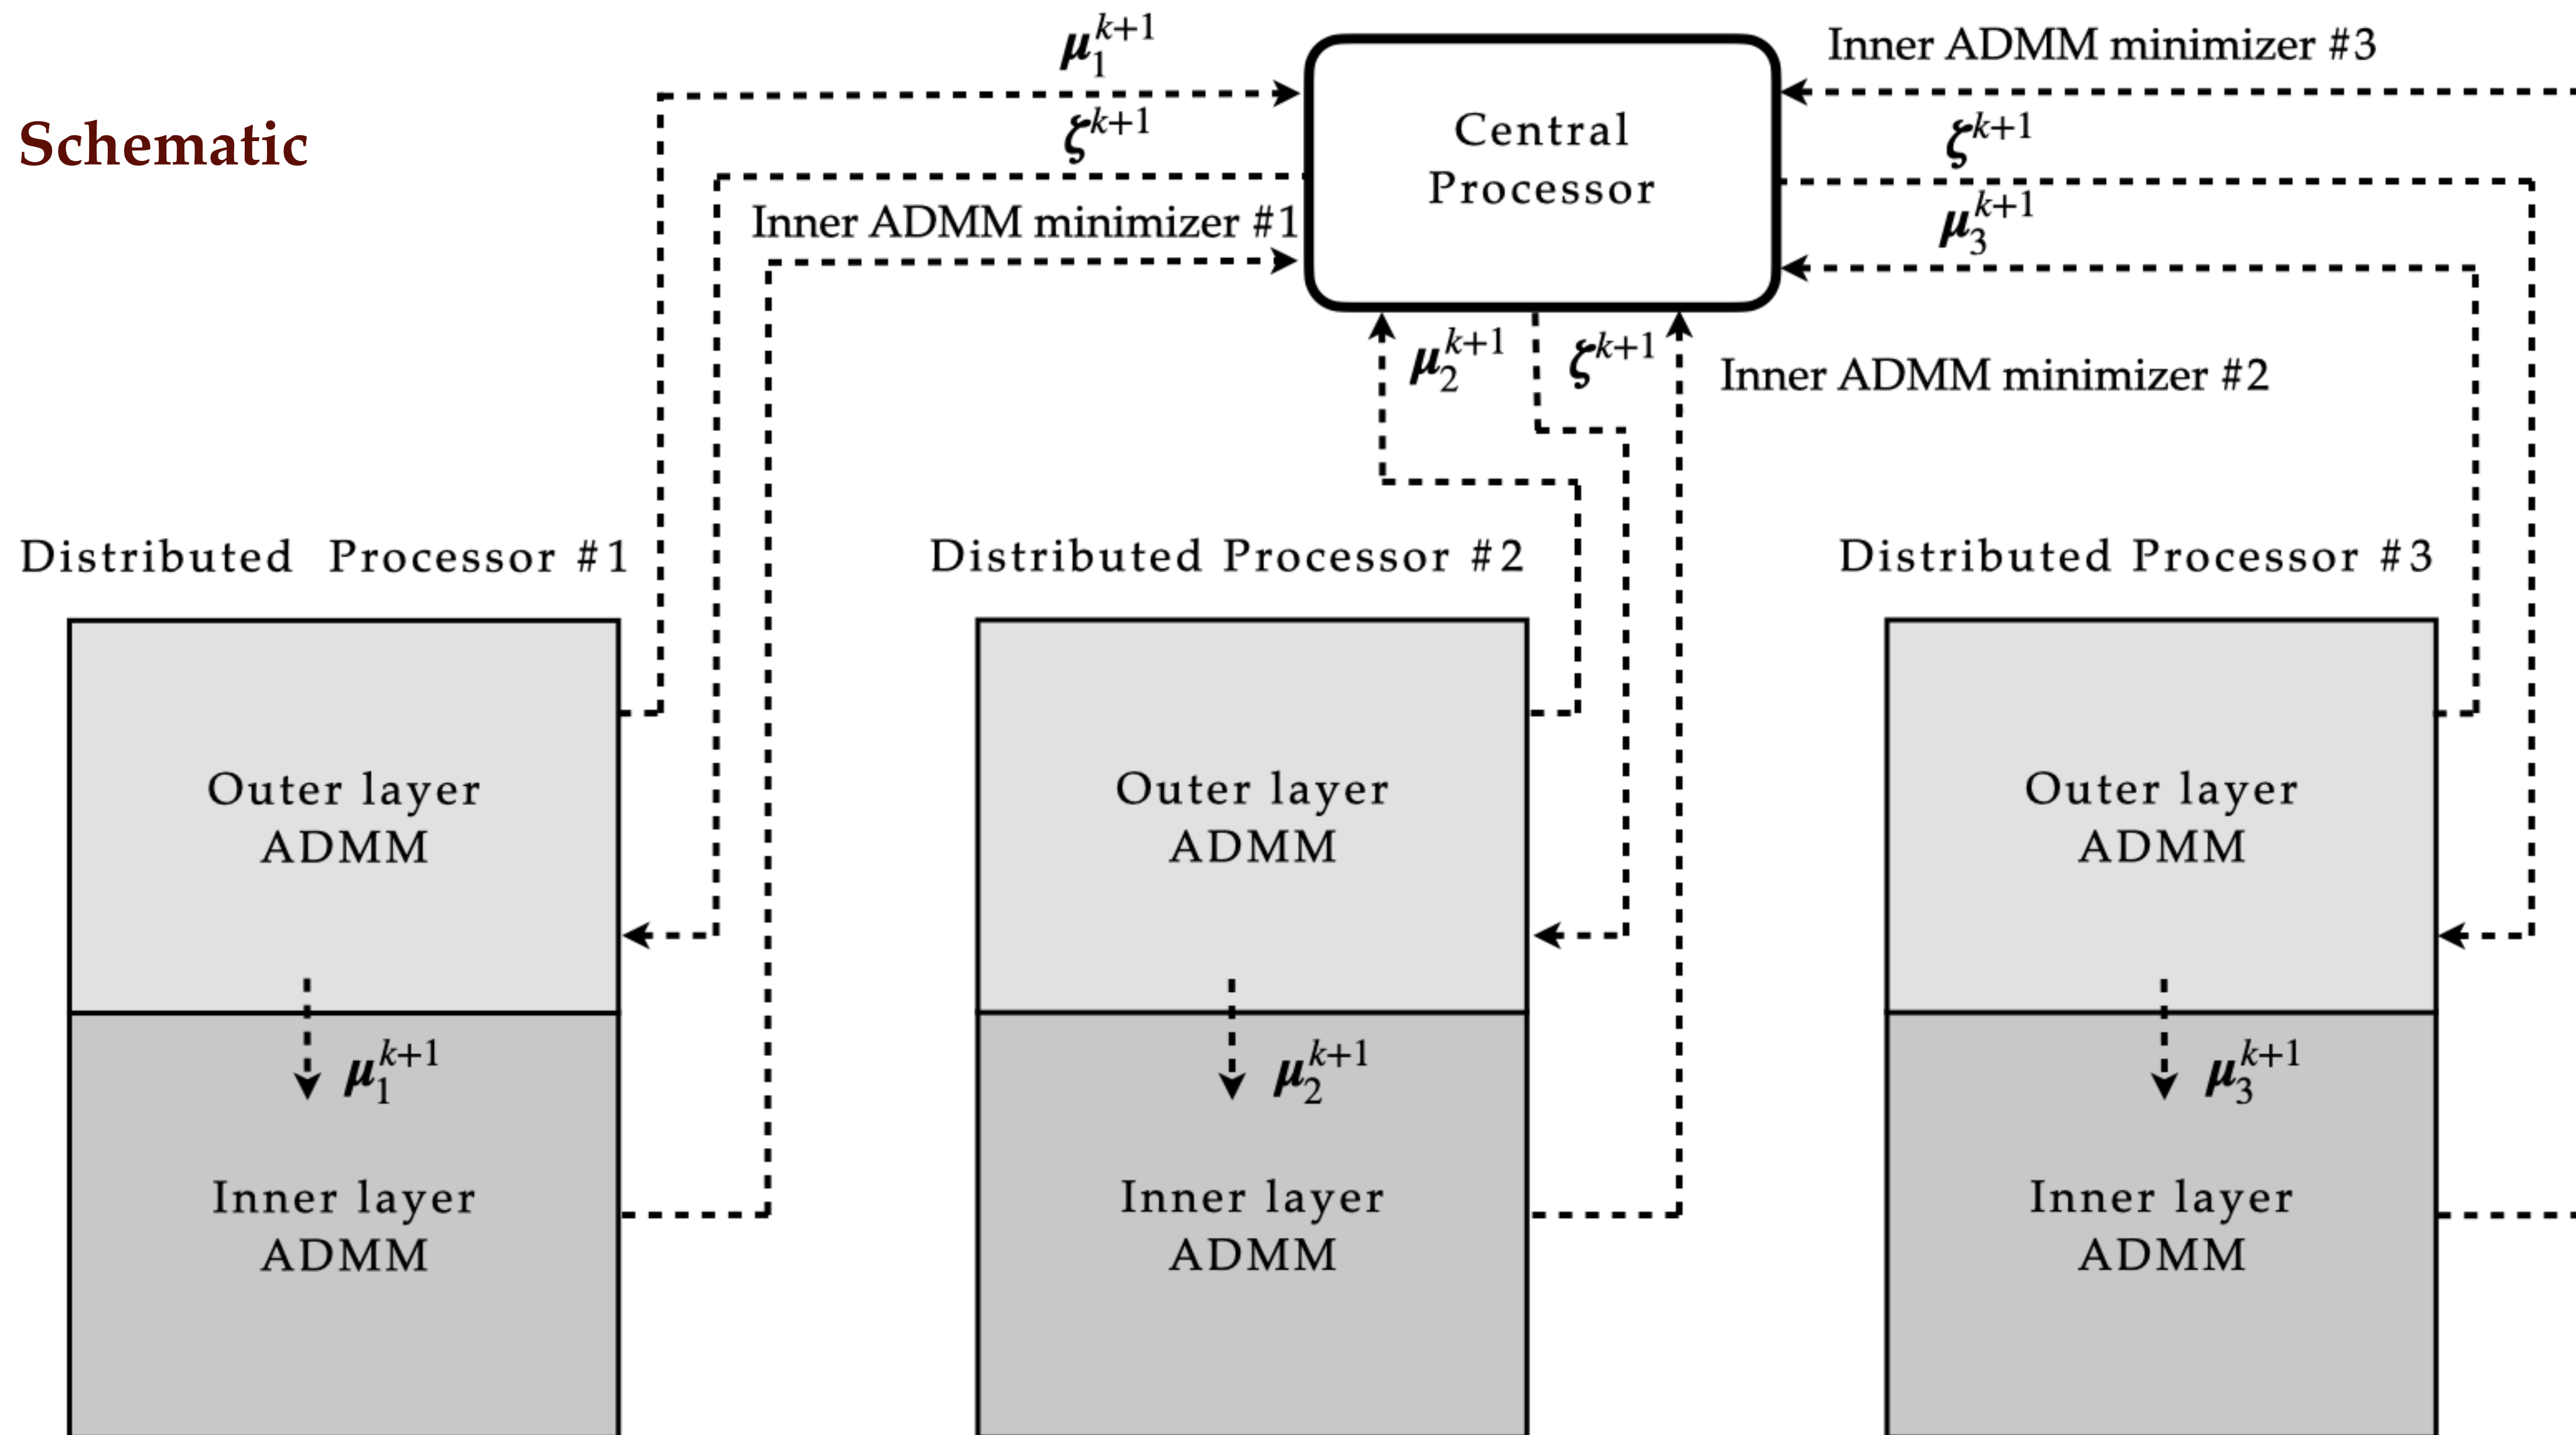 Schematic
μ₁ᵏ⁺¹
ζᵏ⁺¹
Inner ADMM minimizer #1
Central
Processor
Inner ADMM minimizer #3
ζᵏ⁺¹
μ₃ᵏ⁺¹
μ₂ᵏ⁺¹
ζᵏ⁺¹
Inner ADMM minimizer #2
Distributed Processor #1
Outer layer
ADMM
μ₁ᵏ⁺¹
Inner layer
ADMM
Distributed Processor #2
Outer layer
ADMM
μ₂ᵏ⁺¹
Inner layer
ADMM
Distributed Processor #3
Outer layer
ADMM
μ₃ᵏ⁺¹
Inner layer
ADMM